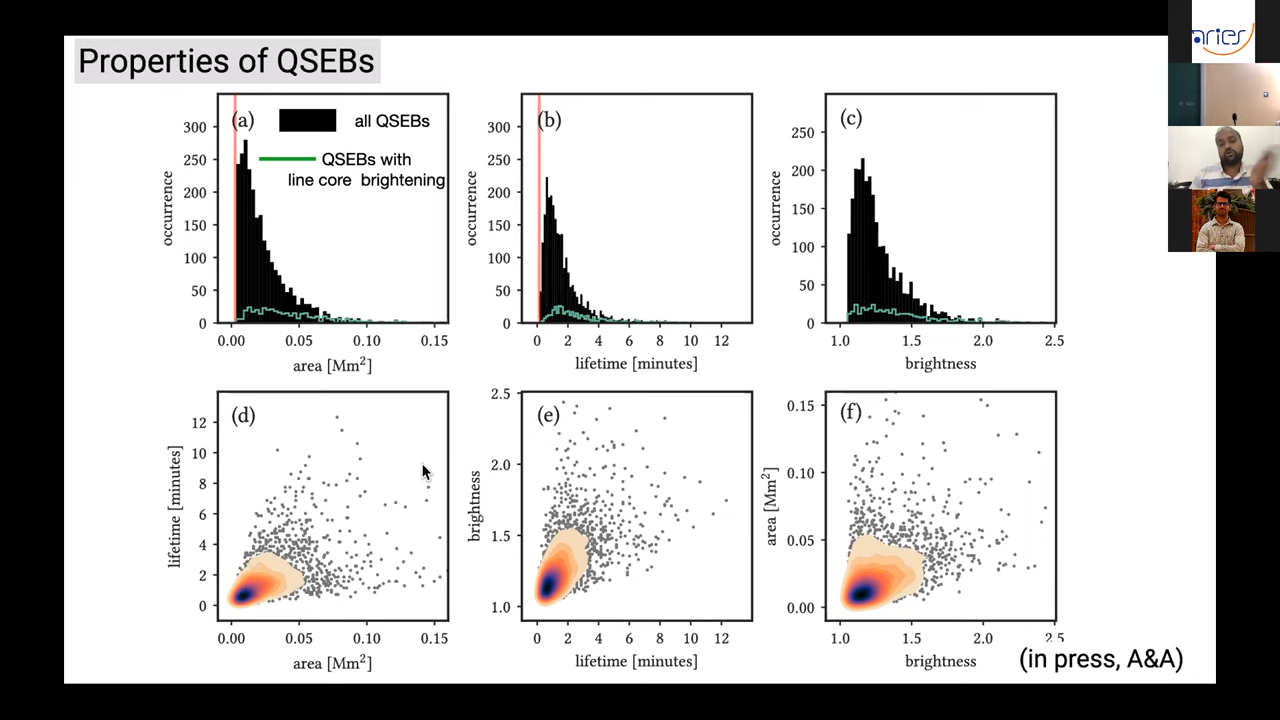 Properties of QSEBs
aries
(a)
all QSEBs
QSEBs with
line core brightening
occurrence
300
250
200
150
100
50
0
0.00 0.05 0.10 0.15
area [Mm²]
(b)
occurrence
300
250
200
150
100
50
0
0 2 4 6 8 10 12
lifetime [minutes]
(c)
occurrence
250
200
150
100
50
0
1.0 1.5 2.0 2.5
brightness
(d)
lifetime [minutes]
12
10
8
6
4
2
0
0.00 0.05 0.10 0.15
area [Mm²]
(e)
brightness
2.5
2.0
1.5
1.0
0 2 4 6 8 10 12
lifetime [minutes]
(f)
area [Mm²]
0.15
0.10
0.05
0.00
1.0 1.5 2.0 2.5
brightness
(in press, A&A)